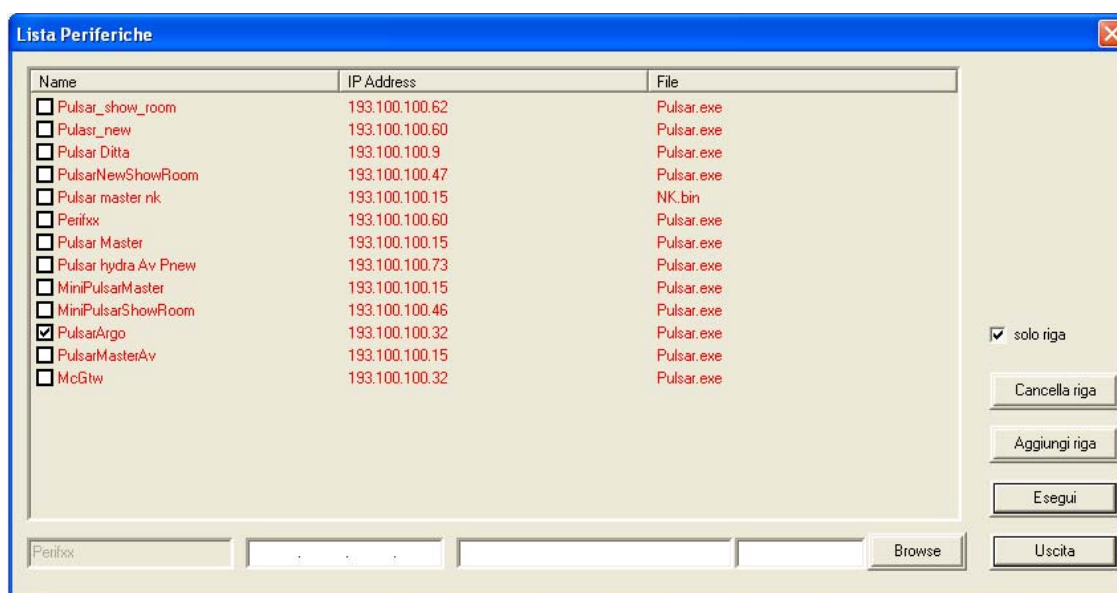 Lista Periferiche
Name IP Address File
Pulsar_show_room 193.100.100.62 Pulsar.exe
Pulasr_new 193.100.100.60 Pulsar.exe
Pulsar Ditta 193.100.100.9 Pulsar.exe
PulsarNewShowRoom 193.100.100.47 Pulsar.exe
Pulsar master nk 193.100.100.15 NK.bin
Perifxx 193.100.100.60 Pulsar.exe
Pulsar Master 193.100.100.15 Pulsar.exe
Pulsar hydra Av Pnew 193.100.100.73 Pulsar.exe
MiniPulsarMaster 193.100.100.15 Pulsar.exe
MiniPulsarShowRoom 193.100.100.46 Pulsar.exe
PulsarArgo 193.100.100.32 Pulsar.exe
PulsarMasterAv 193.100.100.15 Pulsar.exe
McGtw 193.100.100.32 Pulsar.exe
solo riga
Cancella riga
Aggiungi riga
Esegui
Perifxx . . . Browse Uscita